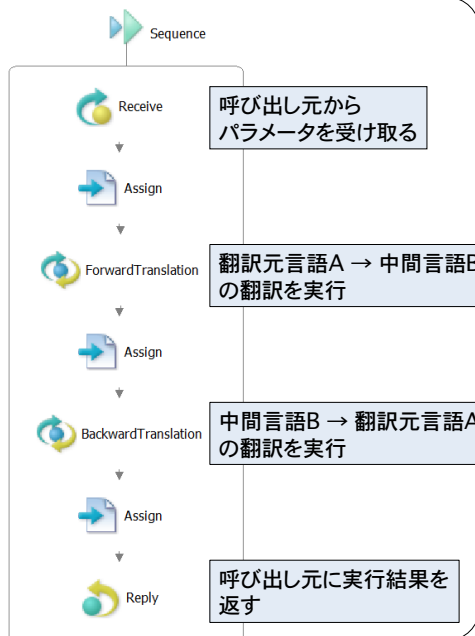 Sequence
Receive
呼び出し元から
パラメータを受け取る
Assign
ForwardTranslation
翻訳元言語A → 中間言語B
の翻訳を実行
Assign
BackwardTranslation
中間言語B → 翻訳元言語A
の翻訳を実行
Assign
Reply
呼び出し元に実行結果を
返す